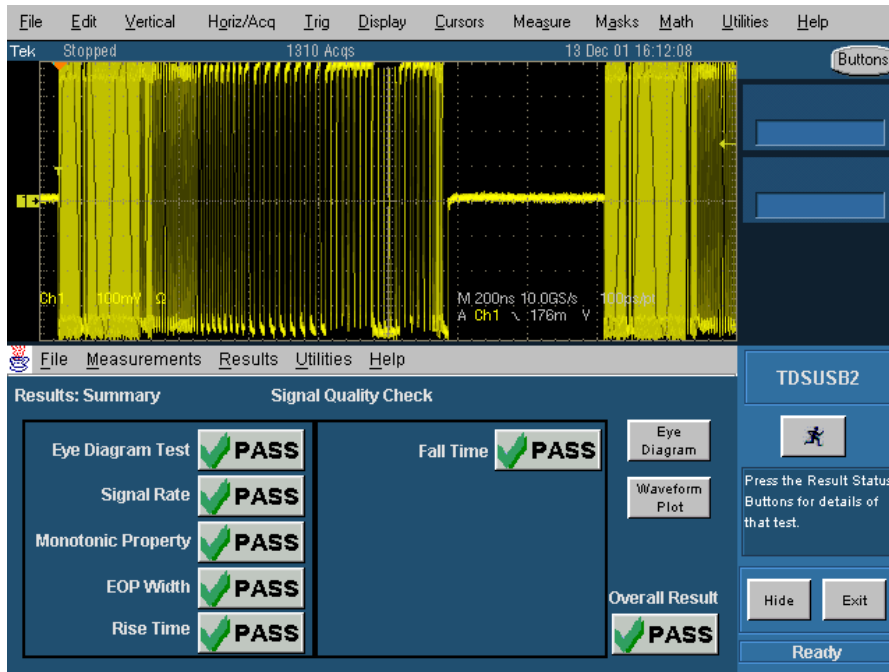 File Edit Vertical Horiz/Acq Trig Display Cursors Measure Masks Math Utilities Help
Tek Stopped 1310 Acqs 13 Dec 01 16:12:08
Buttons
1
Ch1 100mV Ω
M 200ns 10.0GS/s 100ps/pt
A Ch1 176m V
File Measurements Results Utilities Help
TDSUSB2
Results: Summary Signal Quality Check
Eye Diagram Test PASS
Signal Rate PASS
Monotonic Property PASS
EOP Width PASS
Rise Time PASS
Fall Time PASS
Eye Diagram
Waveform Plot
Overall Result
PASS
Press the Result Status
Buttons for details of
that test.
Hide Exit
Ready